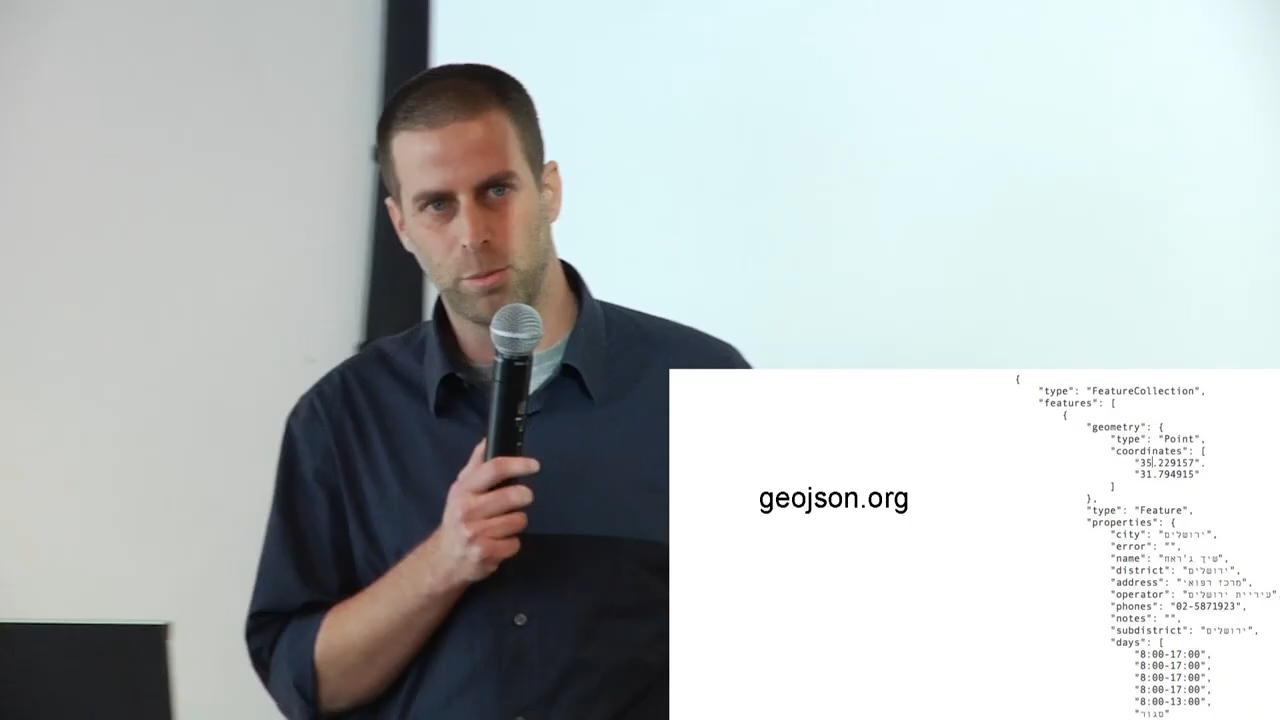 geojson.org
{
"type": "FeatureCollection",
"features": [
{
"geometry": {
"type": "Point",
"coordinates": [
"35.229157",
"31.794915"
]
},
"type": "Feature",
"properties": {
"city": "ירושלים",
"error": "",
"name": "שיך ג'ראח",
"district": "ירושלים",
"address": "מרכז רפואי",
"operator": "עיריית ירושלים",
"phones": "02-5871923",
"notes": "",
"subdistrict": "ירושלים",
"days": [
"8:00-17:00",
"8:00-17:00",
"8:00-17:00",
"8:00-17:00",
"8:00-13:00",
"סגור"